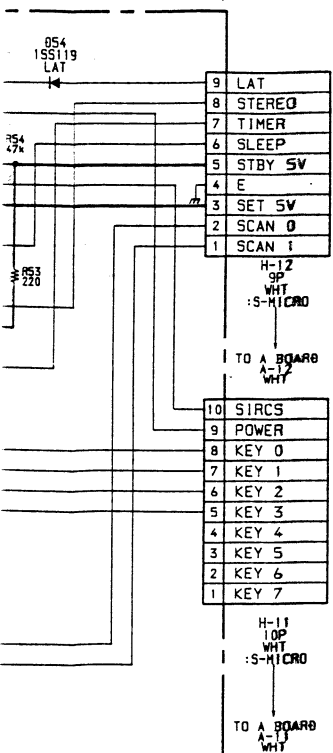 D54
1SS119
LAT
9 LAT
8 STEREO
7 TIMER
6 SLEEP
5 STBY 5V
4 E
3 SET 5V
2 SCAN 0
1 SCAN 1
R54
47k
R53
220
H-12
9P
WHT
:S-MICRO
TO A BOARD
A-12
WHT
10 SIRCS
9 POWER
8 KEY 0
7 KEY 1
6 KEY 2
5 KEY 3
4 KEY 4
3 KEY 5
2 KEY 6
1 KEY 7
H-11
10P
WHT
:S-MICRO
TO A BOARD
A-11
WHT